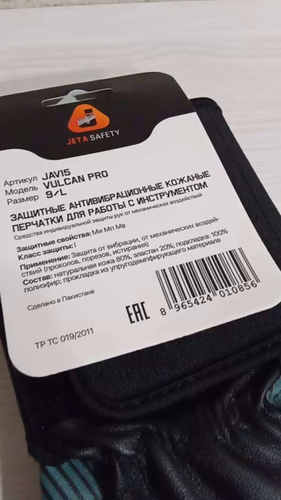 JETA SAFETY
Артикул JAV15
Модель VULCAN PRO
Размер 9/L
ЗАЩИТНЫЕ АНТИВИБРАЦИОННЫЕ КОЖАНЫЕ
ПЕРЧАТКИ ДЛЯ РАБОТЫ С ИНСТРУМЕНТОМ
Средства индивидуальной защиты рук от механических воздействий
Защитные свойства: Ми Мп Мв
Класс защиты: I
Применение: Защита от вибрации, от механических воздей-
ствий (проколов, порезов, истирания)
Состав: натуральная кожа 80%, эластан 20%; подкладка: 100%
полиэфир; прокладка из упругодемпфирующего материала
Сделано в Пакистане
EAC
8 965424 010856
ТР ТС 019/2011